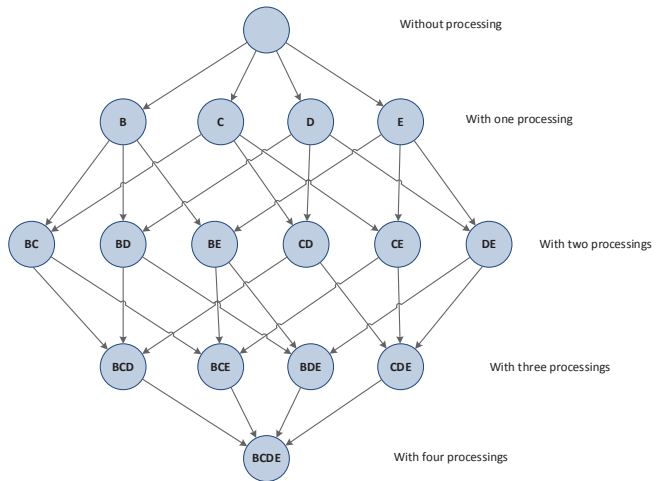 Without processing
B C D E With one processing
BC BD BE CD CE DE With two processings
BCD BCE BDE CDE With three processings
BCDE With four processings